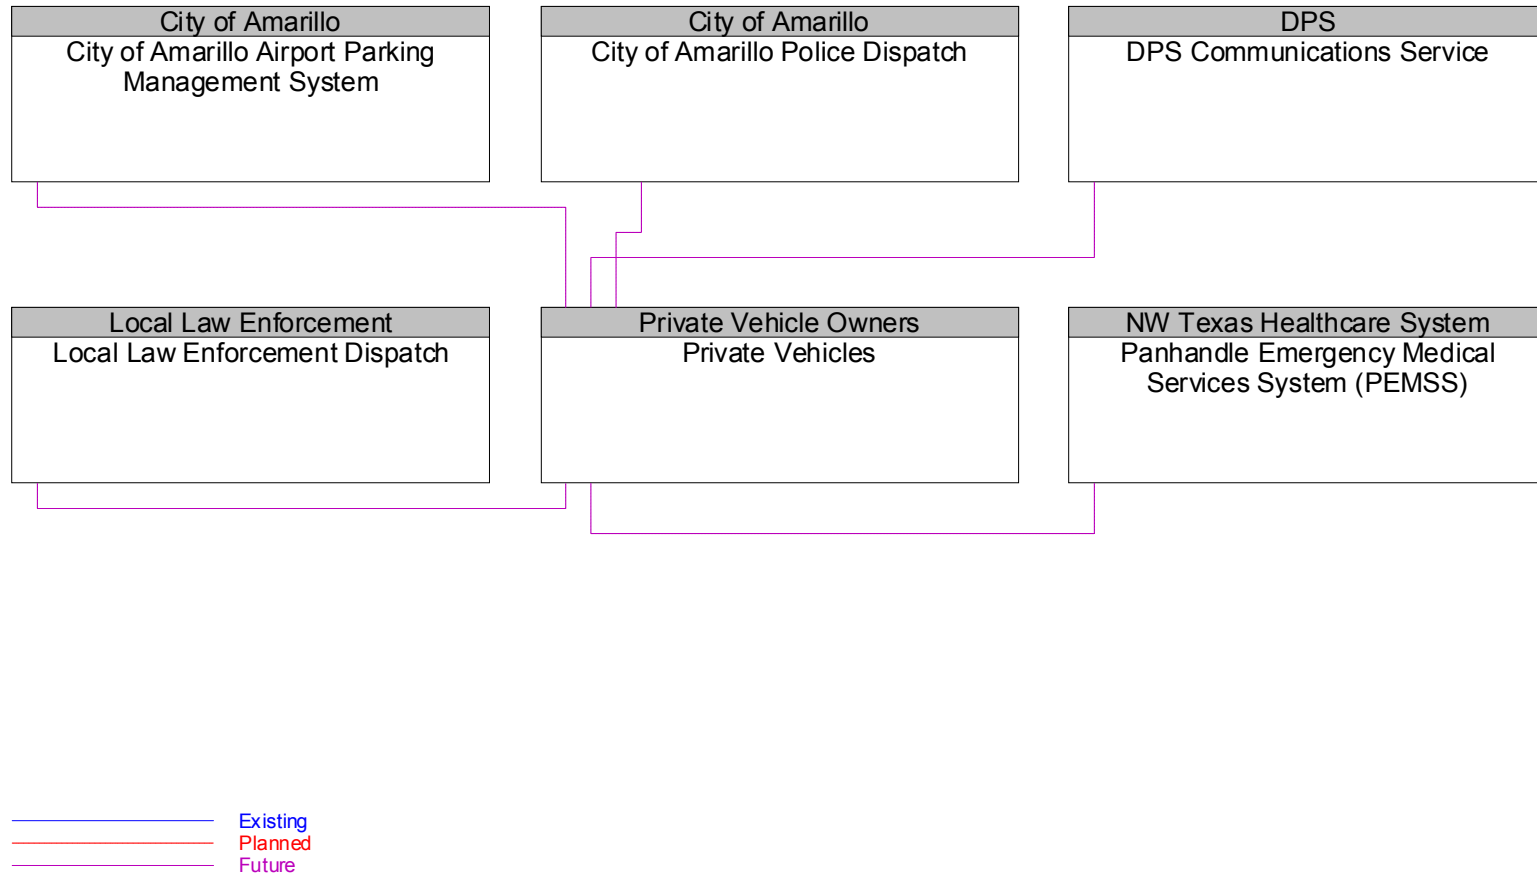 City of Amarillo
City of Amarillo Airport Parking
Management System
City of Amarillo
City of Amarillo Police Dispatch
DPS
DPS Communications Service
Local Law Enforcement
Local Law Enforcement Dispatch
Private Vehicle Owners
Private Vehicles
NW Texas Healthcare System
Panhandle Emergency Medical
Services System (PEMSS)
Existing
Planned
Future